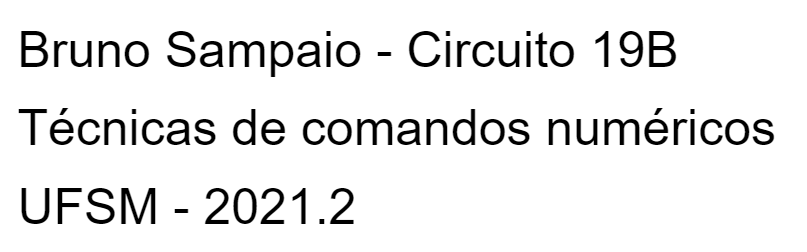 Bruno Sampaio - Circuito 19B
Técnicas de comandos numéricos
UFSM - 2021.2